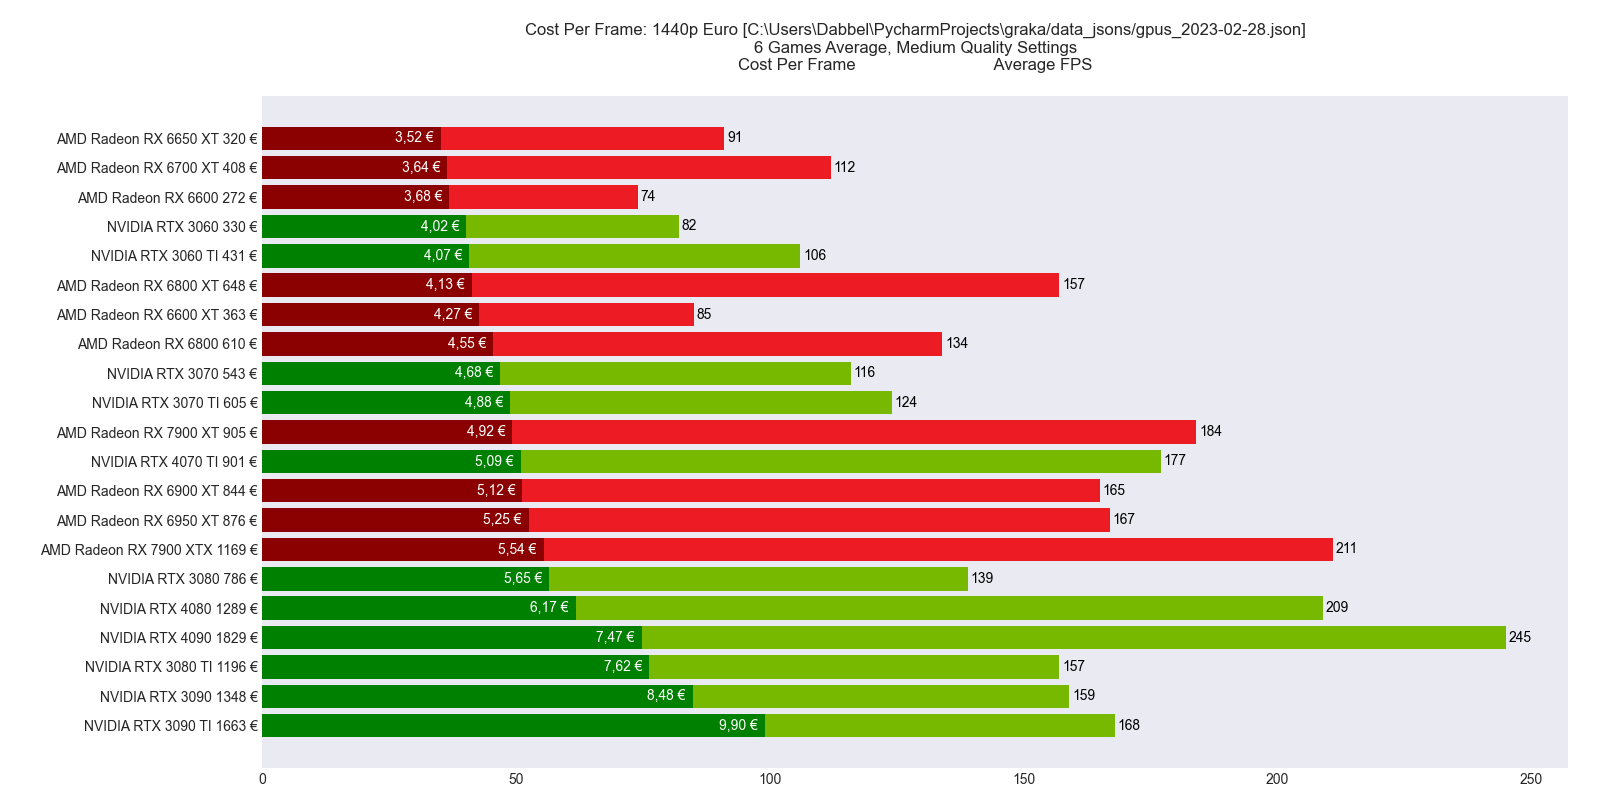 Cost Per Frame: 1440p Euro [C:\Users\Dabbel\PycharmProjects\graka/data_jsons/gpus_2023-02-28.json]
6 Games Average, Medium Quality Settings
Cost Per Frame Average FPS
AMD Radeon RX 6650 XT 320 € 3,52 € 91
AMD Radeon RX 6700 XT 408 € 3,64 € 112
AMD Radeon RX 6600 272 € 3,68 € 74
NVIDIA RTX 3060 330 € 4,02 € 82
NVIDIA RTX 3060 TI 431 € 4,07 € 106
AMD Radeon RX 6800 XT 648 € 4,13 € 157
AMD Radeon RX 6600 XT 363 € 4,27 € 85
AMD Radeon RX 6800 610 € 4,55 € 134
NVIDIA RTX 3070 543 € 4,68 € 116
NVIDIA RTX 3070 TI 605 € 4,88 € 124
AMD Radeon RX 7900 XT 905 € 4,92 € 184
NVIDIA RTX 4070 TI 901 € 5,09 € 177
AMD Radeon RX 6900 XT 844 € 5,12 € 165
AMD Radeon RX 6950 XT 876 € 5,25 € 167
AMD Radeon RX 7900 XTX 1169 € 5,54 € 211
NVIDIA RTX 3080 786 € 5,65 € 139
NVIDIA RTX 4080 1289 € 6,17 € 209
NVIDIA RTX 4090 1829 € 7,47 € 245
NVIDIA RTX 3080 TI 1196 € 7,62 € 157
NVIDIA RTX 3090 1348 € 8,48 € 159
NVIDIA RTX 3090 TI 1663 € 9,90 € 168
0 50 100 150 200 250